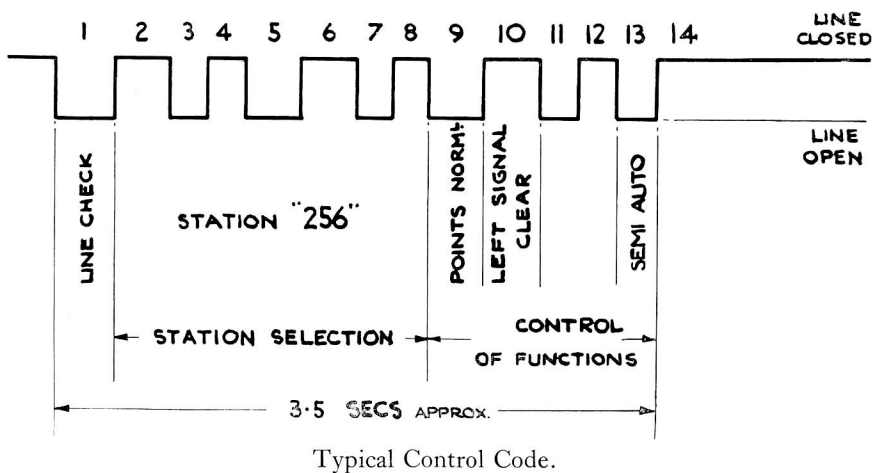 1 2 3 4 5 6 7 8 9 10 11 12 13 14
LINE CLOSED
LINE OPEN
LINE CHECK
STATION "256"
POINTS NORML
LEFT SIGNAL CLEAR
SEMI AUTO
STATION SELECTION
CONTROL OF FUNCTIONS
3·5 SECS APPROX.
Typical Control Code.